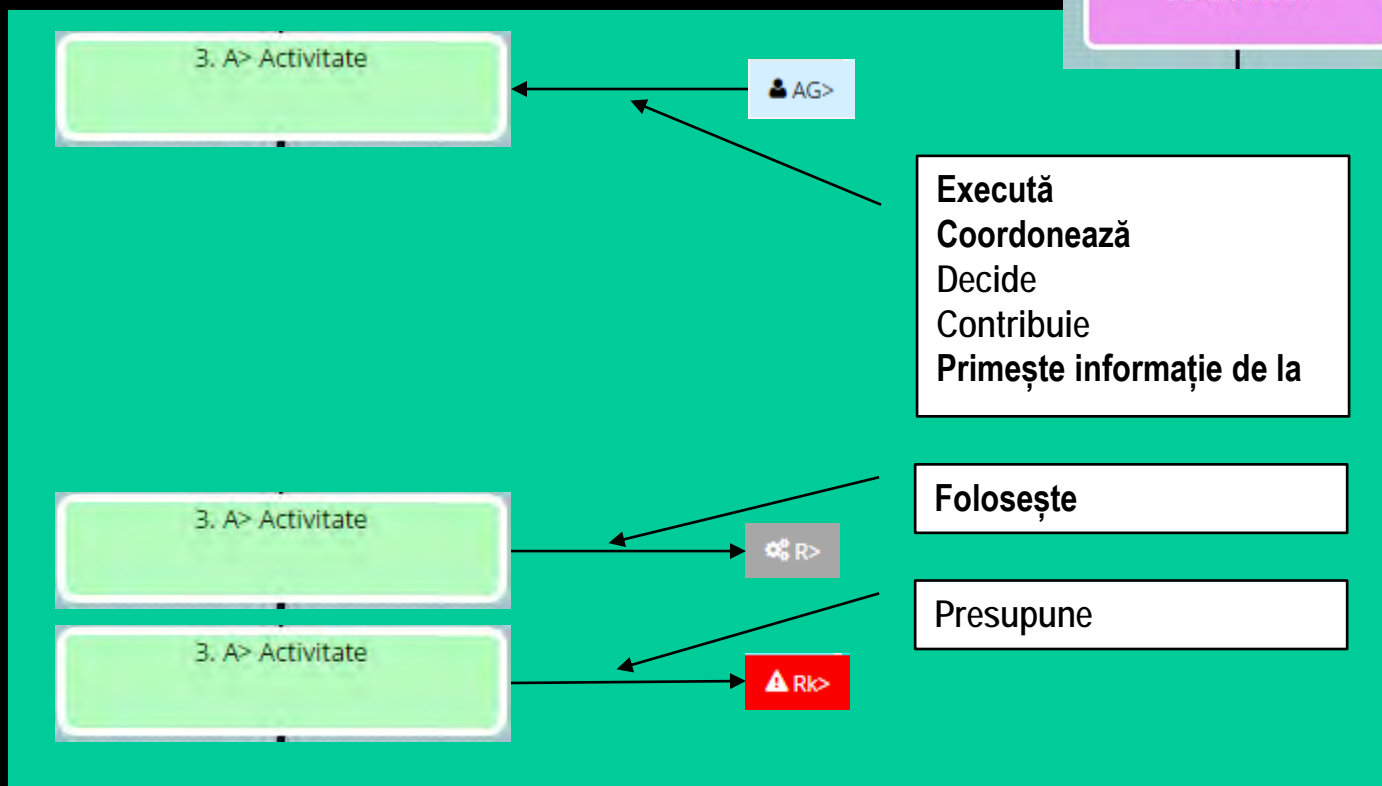 3. A> Activitate
AG>
Execută
Coordonează
Decide
Contribuie
Primește informație de la
3. A> Activitate
R>
Folosește
3. A> Activitate
Rk>
Presupune